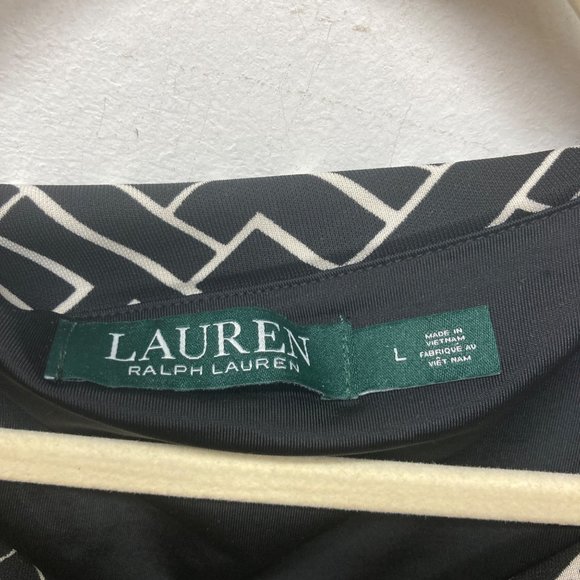 LAUREN
RALPH LAUREN
L
MADE IN
VIETNAM
FABRIQUÉ AU
VIÊT NAM